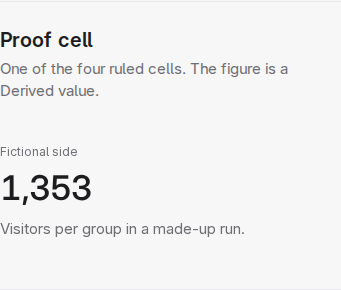 Proof cell
One of the four ruled cells. The figure is a
Derived value.
Fictional side
1,353
Visitors per group in a made-up run.